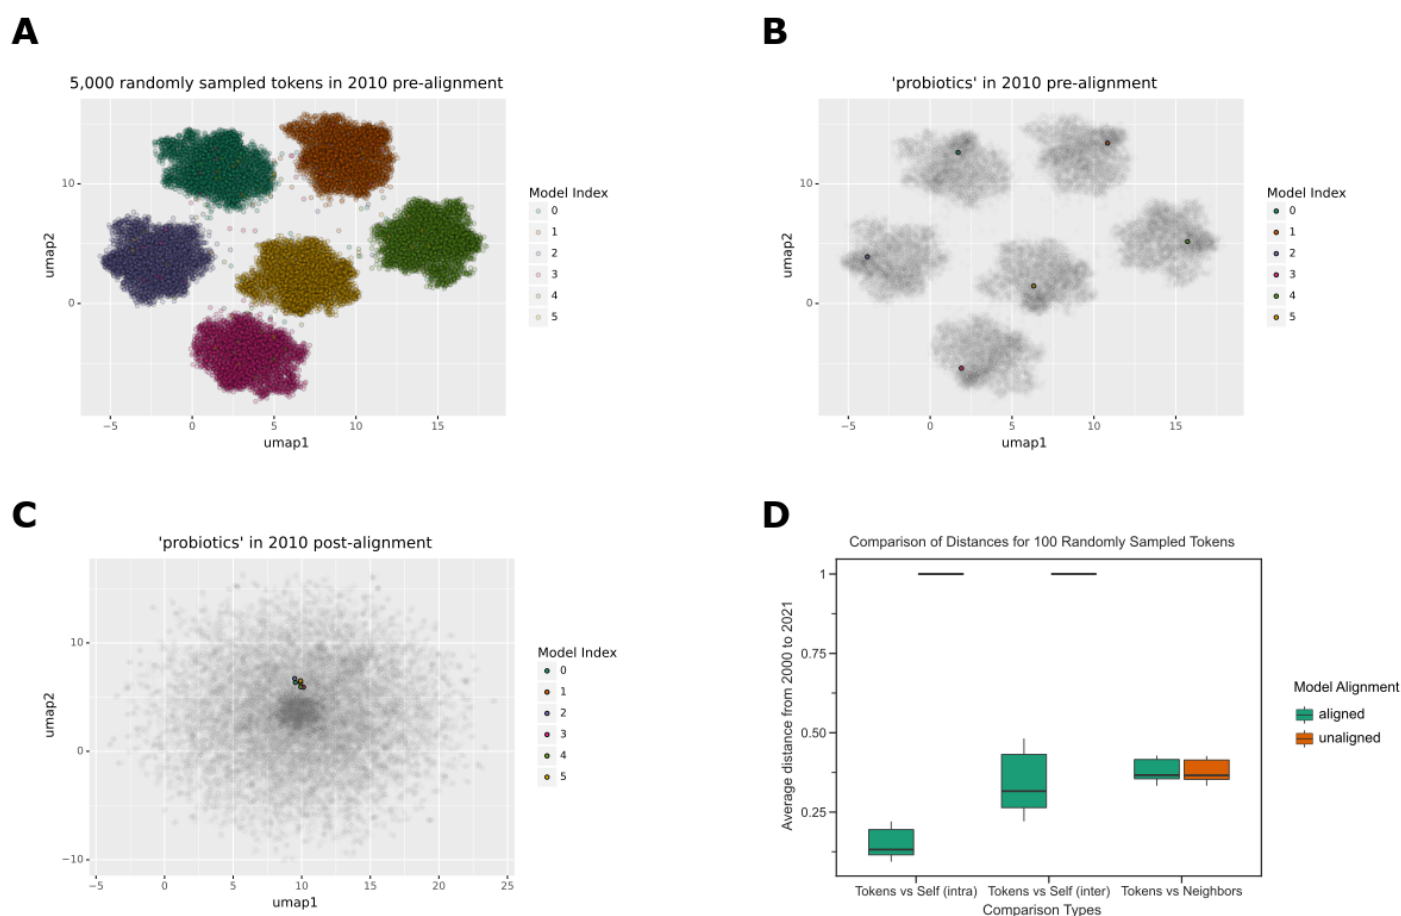 A
5,000 randomly sampled tokens in 2010 pre-alignment
10
0
umap2
−5
0
5
10
15
umap1
Model Index
0
1
2
3
4
5
B
'probiotics' in 2010 pre-alignment
10
0
umap2
−5
0
5
10
15
umap1
Model Index
0
1
2
3
4
5
C
'probiotics' in 2010 post-alignment
10
0
−10
umap2
−5
0
5
10
15
20
25
umap1
Model Index
0
1
2
3
4
5
D
Comparison of Distances for 100 Randomly Sampled Tokens
1
0.75
0.50
0.25
Average distance from 2000 to 2021
Tokens vs Self (intra)
Tokens vs Self (inter)
Tokens vs Neighbors
Comparison Types
Model Alignment
aligned
unaligned